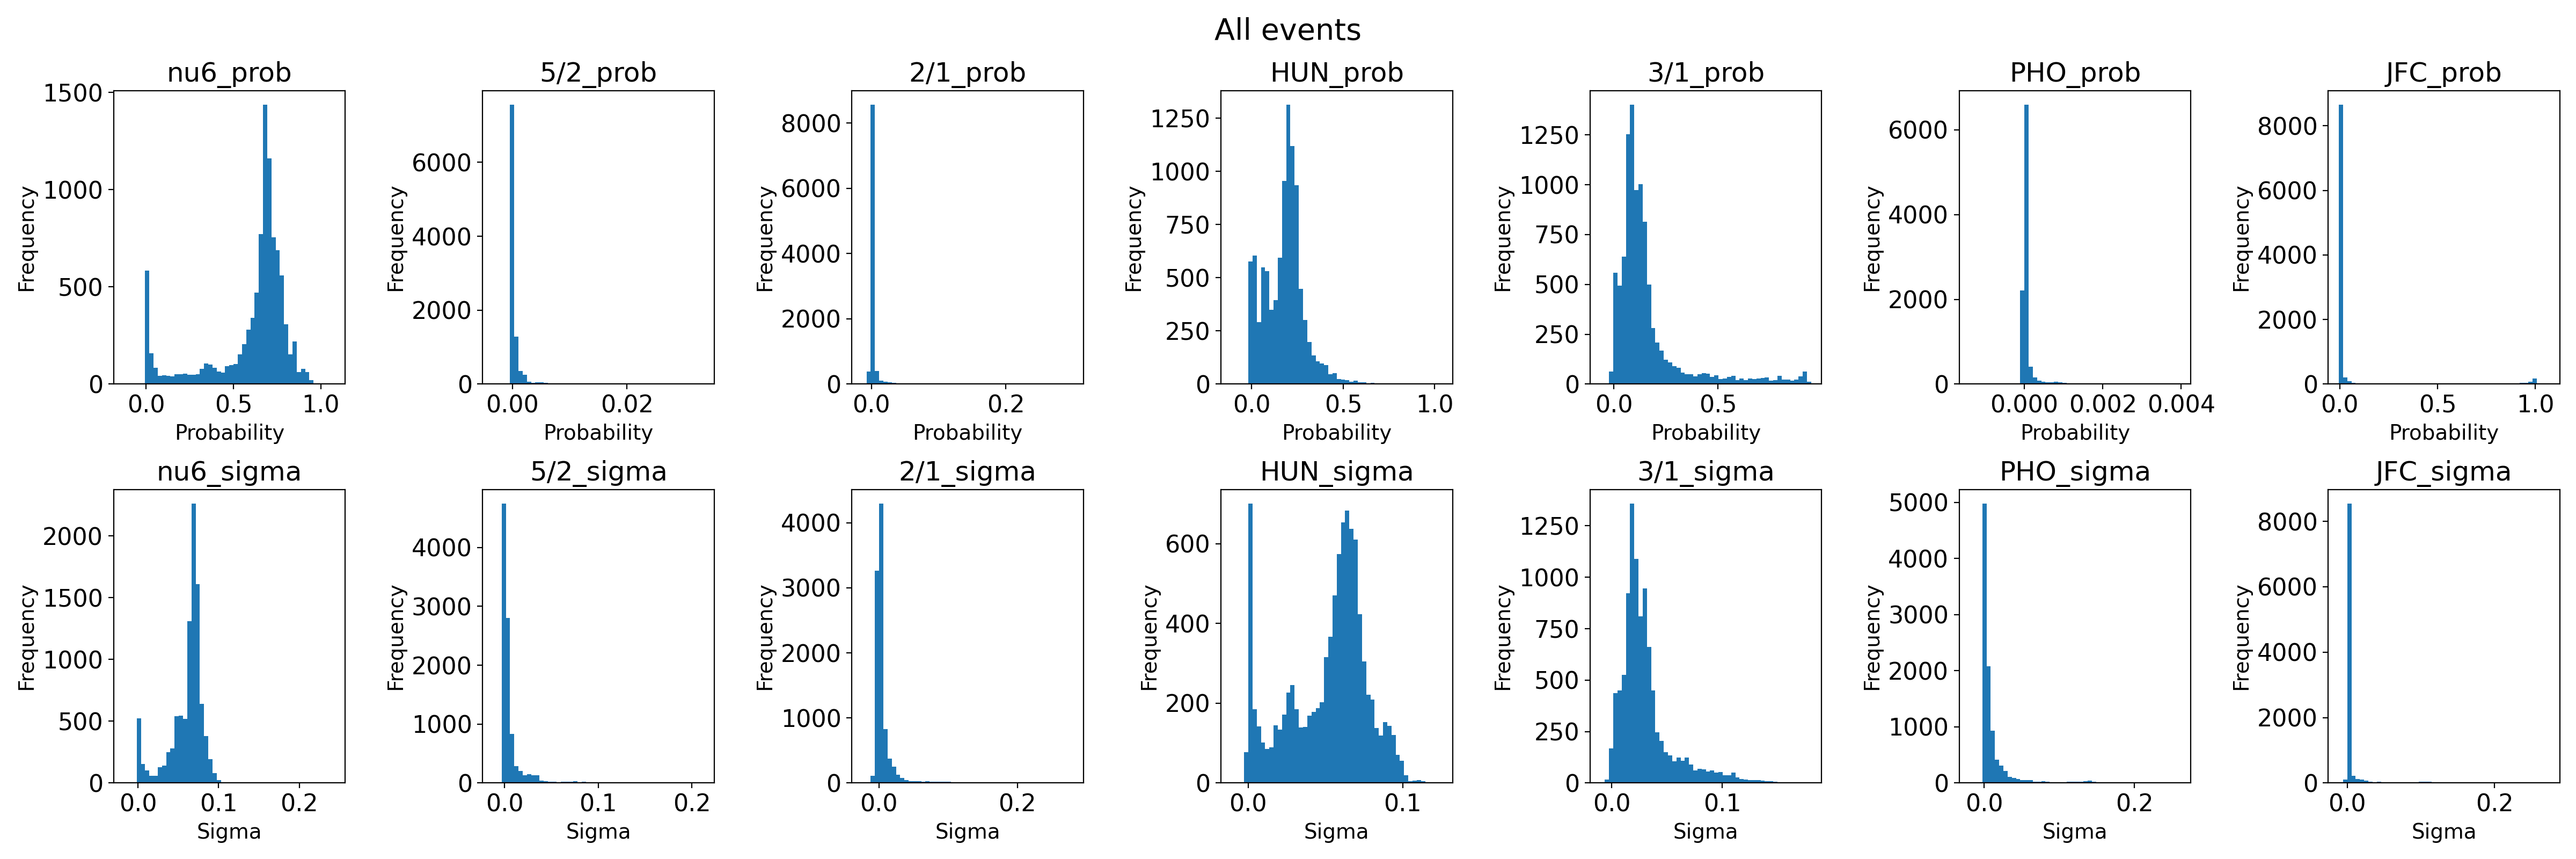 All events
nu6_prob 5/2_prob 2/1_prob HUN_prob 3/1_prob PHO_prob JFC_prob
Frequency Frequency Frequency Frequency Frequency Frequency Frequency
1500 1000 500 0
6000 4000 2000 0
8000 6000 4000 2000 0
1250 1000 750 500 250 0
1250 1000 750 500 250 0
6000 4000 2000 0
8000 6000 4000 2000 0
0.0 0.5 1.0 0.00 0.02 0.0 0.2 0.0 0.5 1.0 0.0 0.5 0.000 0.002 0.004 0.0 0.5 1.0
Probability Probability Probability Probability Probability Probability Probability
nu6_sigma 5/2_sigma 2/1_sigma HUN_sigma 3/1_sigma PHO_sigma JFC_sigma
Frequency Frequency Frequency Frequency Frequency Frequency Frequency
2000 1500 1000 500 0
4000 3000 2000 1000 0
4000 3000 2000 1000 0
600 400 200 0
1250 1000 750 500 250 0
5000 4000 3000 2000 1000 0
8000 6000 4000 2000 0
0.0 0.1 0.2 0.0 0.1 0.2 0.0 0.2 0.0 0.1 0.0 0.1 0.0 0.2 0.0 0.2
Sigma Sigma Sigma Sigma Sigma Sigma Sigma